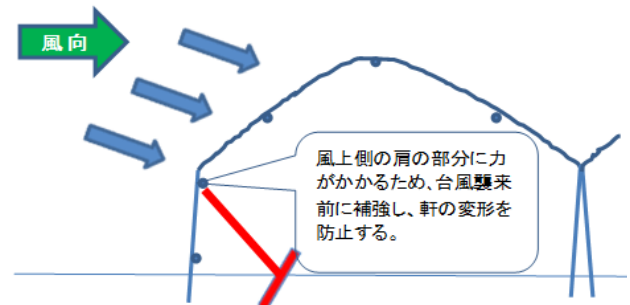 風向
風上側の肩の部分に力
がかかるため、台風襲来
前に補強し、軒の変形を
防止する。